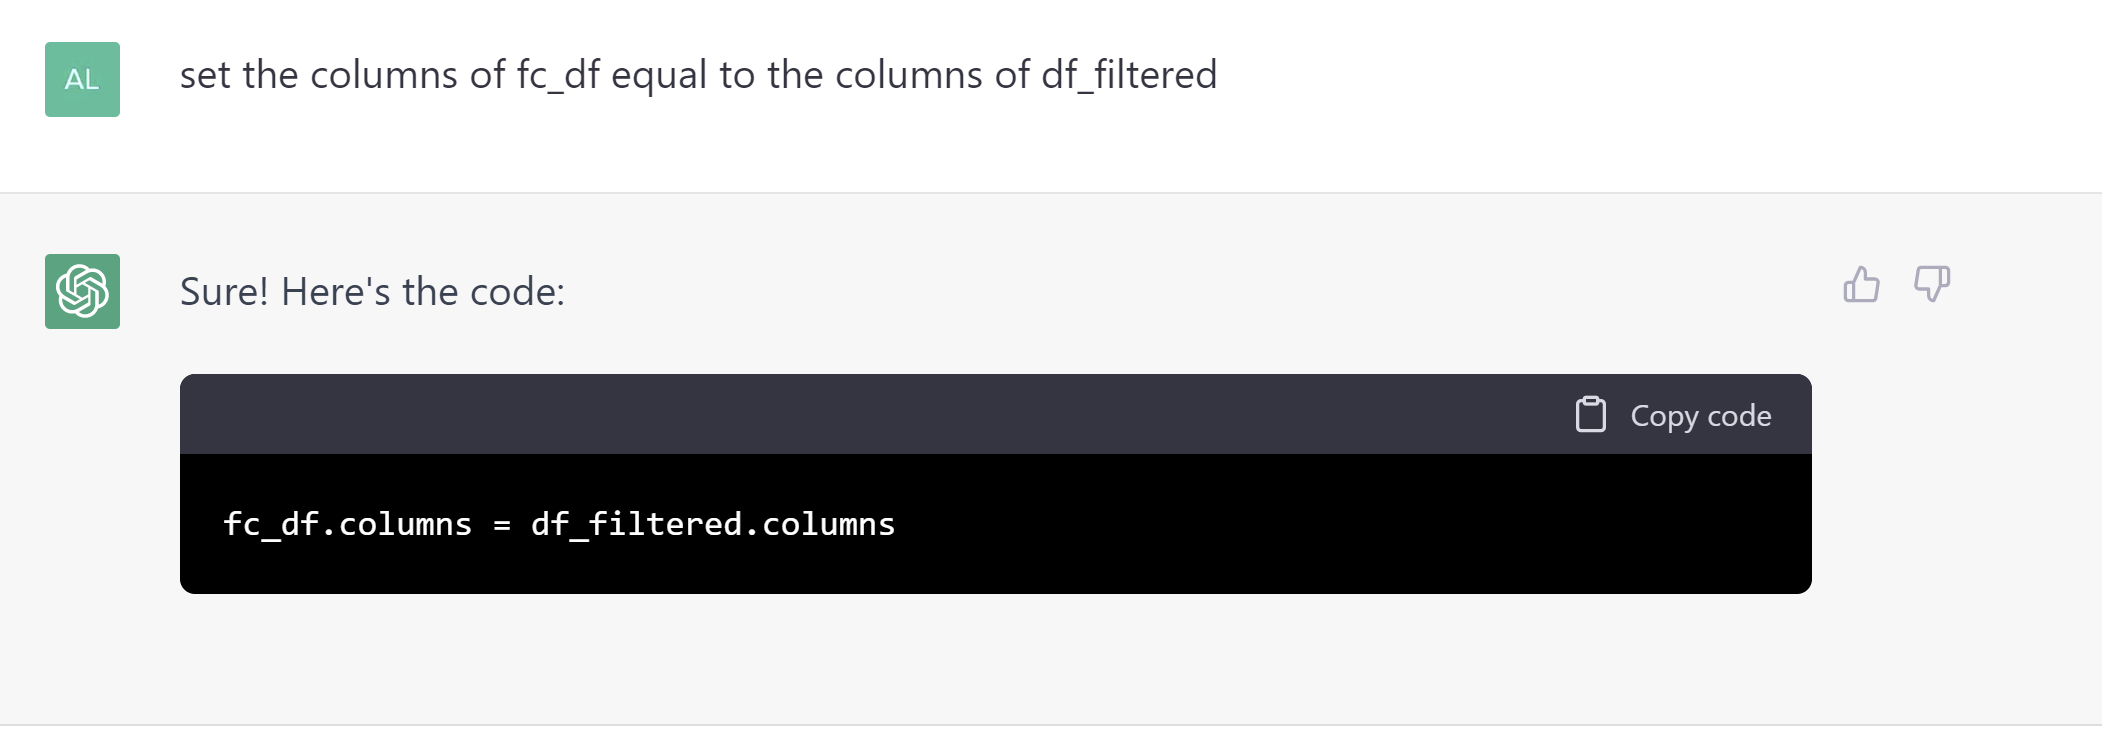 AL
set the columns of fc_df equal to the columns of df_filtered
Sure! Here's the code:
Copy code
fc_df.columns = df_filtered.columns